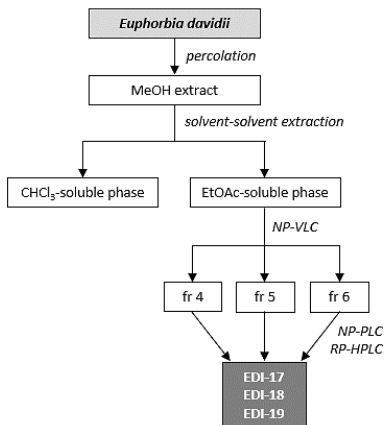 Euphorbia davidii
percolation
MeOH extract
solvent-solvent extraction
CHCl₃-soluble phase
EtOAc-soluble phase
NP-VLC
fr 4
fr 5
fr 6
NP-PLC
RP-HPLC
EDI-17
EDI-18
EDI-19